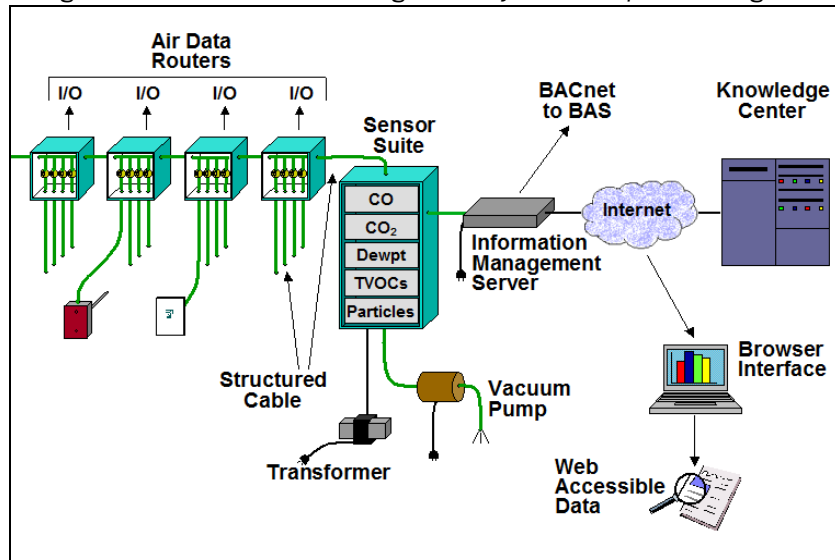 Air Data
Routers
I/O I/O I/O I/O
Sensor
Suite
CO
CO₂
Dewpt
TVOCs
Particles
BACnet
to BAS
Knowledge
Center
Internet
Information
Management
Server
Structured
Cable
Vacuum
Pump
Transformer
Browser
Interface
Web
Accessible
Data